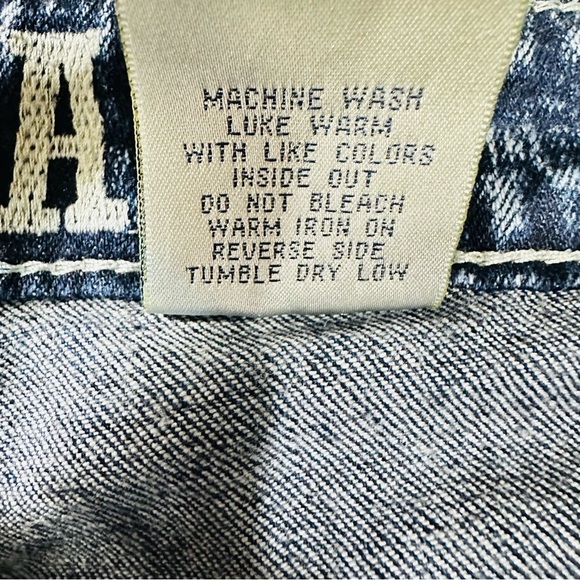 A
MACHINE WASH
LUKE WARM
WITH LIKE COLORS
INSIDE OUT
DO NOT BLEACH
WARM IRON ON
REVERSE SIDE
TUMBLE DRY LOW